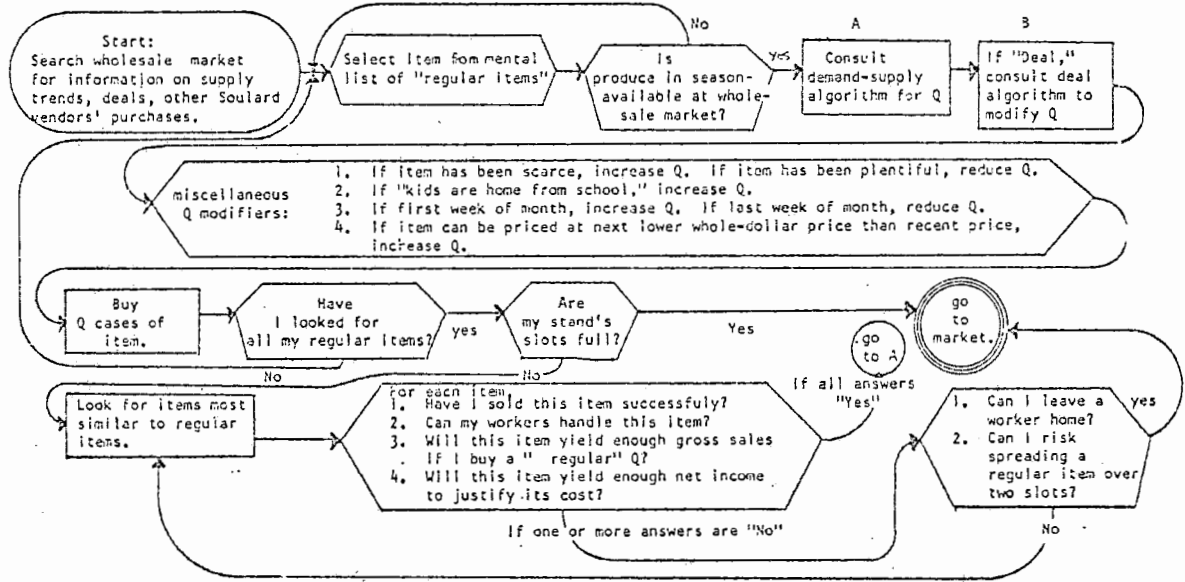 Start:
Search wholesale market
for information on supply
trends, deals, other Soulard
vendors' purchases.
Select Item from mental
list of "regular items"
No
Is
produce in season-
available at whole-
sale market?
yes
A
Consult
demand-supply
algorithm for Q
B
If "Deal,"
consult deal
algorithm to
modify Q
miscellaneous
Q modifiers:
1. If item has been scarce, increase Q. If item has been plentiful, reduce Q.
2. If "kids are home from school," increase Q.
3. If first week of month, increase Q. If last week of month, reduce Q.
4. If item can be priced at next lower whole-dollar price than recent price,
increase Q.
Buy
Q cases of
item.
Have
I looked for
all my regular items?
yes
No
Are
my stand's
slots full?
Yes
No
go
to
market.
go
to A
If all answers
"Yes"
Look for items most
similar to regular
items.
For each item,
1. Have I sold this item successfuly?
2. Can my workers handle this item?
3. Will this item yield enough gross sales
If I buy a " regular" Q?
4. Will this item yield enough net income
to justify its cost?
If one or more answers are "No"
1. Can I leave a
worker home?
2. Can I risk
spreading a
regular item over
two slots?
yes
No